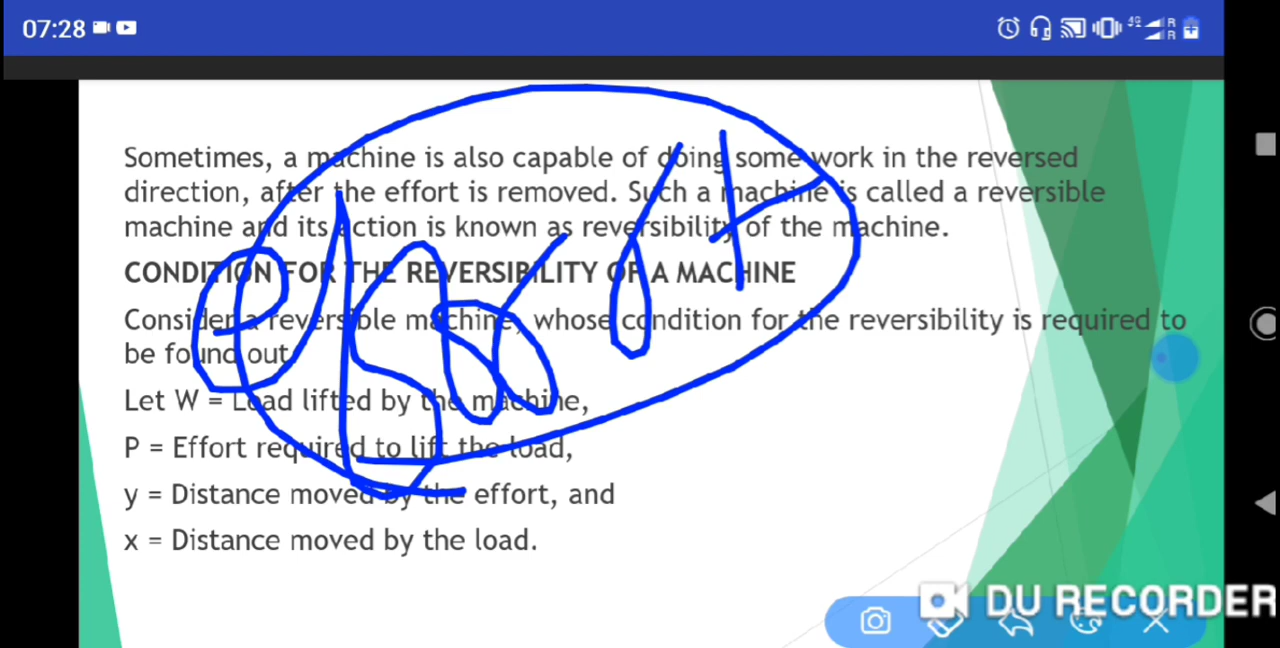 07:28
4G R
R
Sometimes, a machine is also capable of doing some work in the reversed
direction, after the effort is removed. Such a machine is called a reversible
machine and its action is known as reversibility of the machine.
CONDITION FOR THE REVERSIBILITY OF A MACHINE
Consider a reversible machine, whose condition for the reversibility is required to
be found out.
Let W = Load lifted by the machine,
P = Effort required to lift the load,
y = Distance moved by the effort, and
x = Distance moved by the load.
DU RECORDER